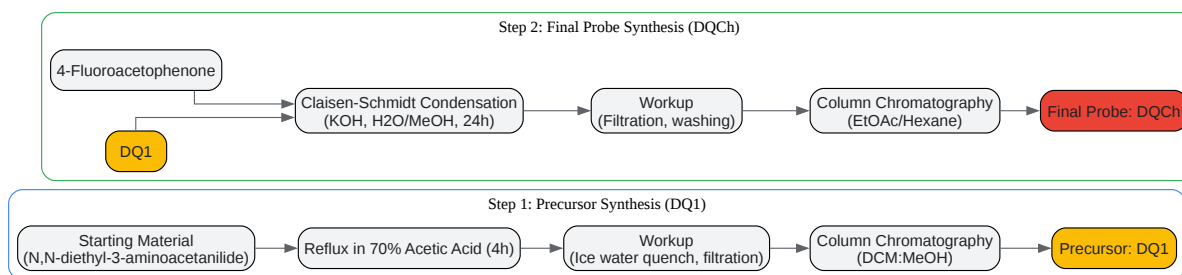 Step 2: Final Probe Synthesis (DQCh)
4-Fluoroacetophenone
DQ1
Claisen-Schmidt Condensation
(KOH, H2O/MeOH, 24h)
Workup
(Filtration, washing)
Column Chromatography
(EtOAc/Hexane)
Final Probe: DQCh
Step 1: Precursor Synthesis (DQ1)
Starting Material
(N,N-diethyl-3-aminoacetanilide)
Reflux in 70% Acetic Acid (4h)
Workup
(Ice water quench, filtration)
Column Chromatography
(DCM:MeOH)
Precursor: DQ1